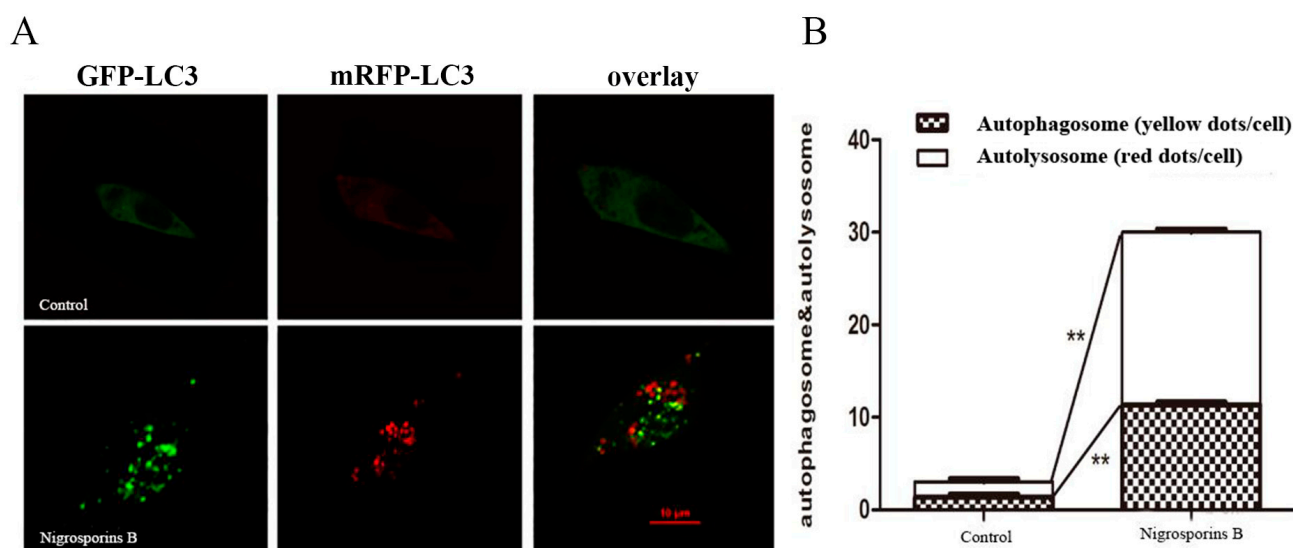 A
GFP-LC3 mRFP-LC3 overlay
Control
Nigrosporins B
10 μm
B
Autophagosome (yellow dots/cell)
Autolysosome (red dots/cell)
autophagosome&autolysosome
40
30
20
10
0
**
**
Control
Nigrosporins B